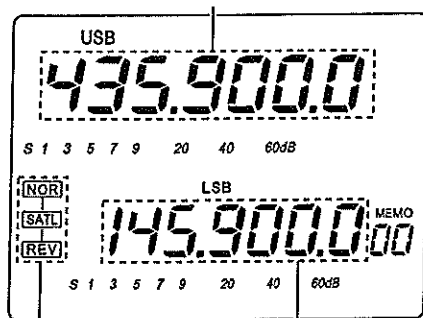 USB
435.900.0
S 1 3 5 7 9 20 40 60dB
NOR
SATL
REV
LSB
145.900.0
MEMO
00
S 1 3 5 7 9 20 40 60dB